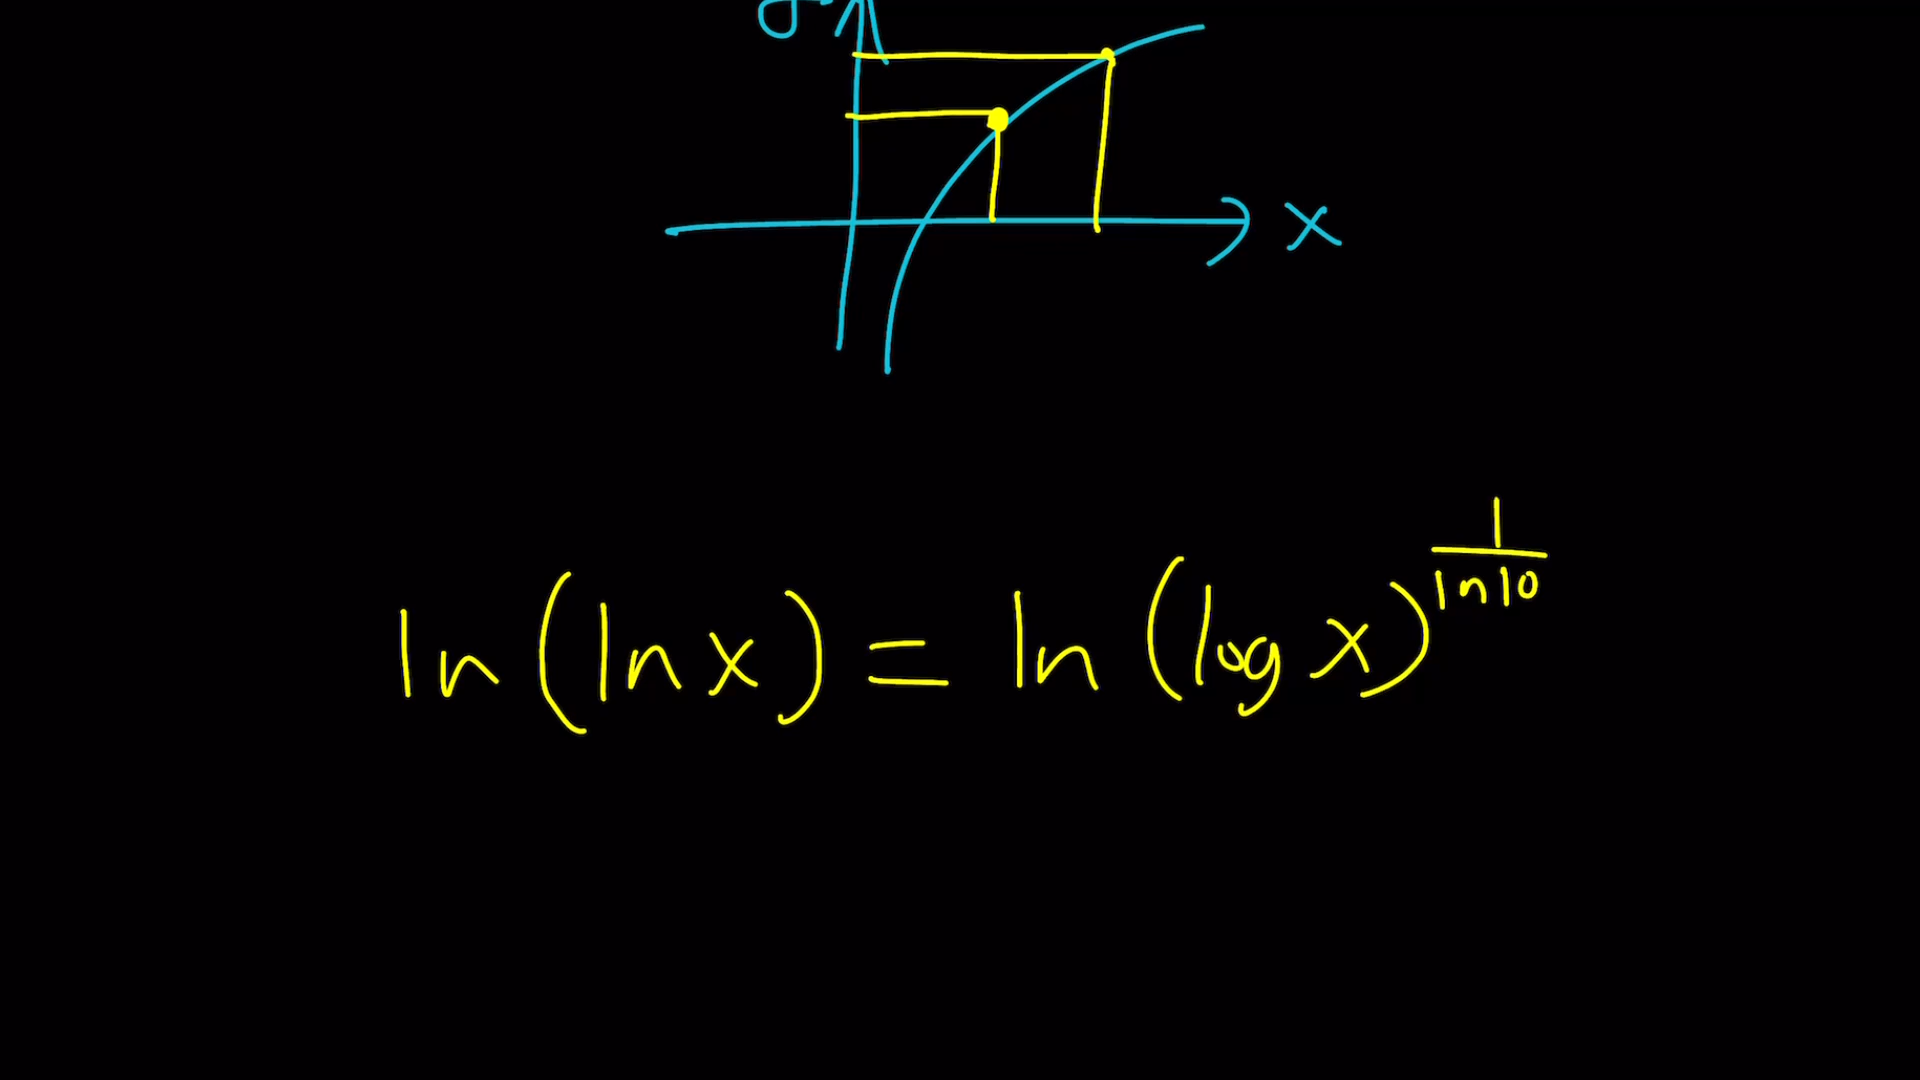 x
ln(ln x) = ln(log x)^(1/ln10)